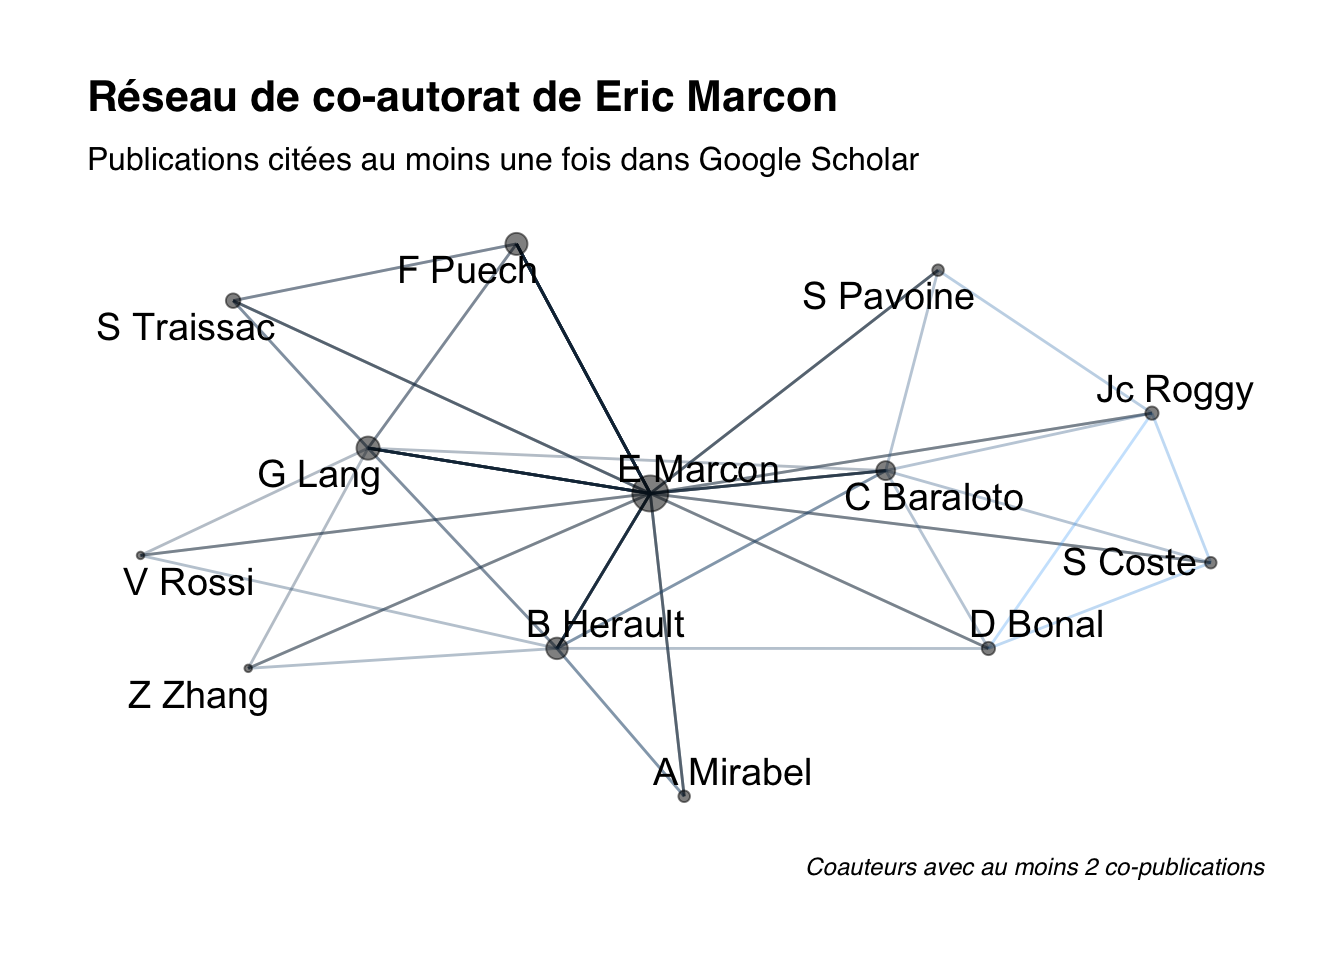 Réseau de co-autorat de Eric Marcon
Publications citées au moins une fois dans Google Scholar
F Puech
S Pavoine
S Traissac
Jc Roggy
E Marcon
G Lang
C Baraloto
S Coste
V Rossi
B Herault
D Bonal
Z Zhang
A Mirabel
Coauteurs avec au moins 2 co-publications